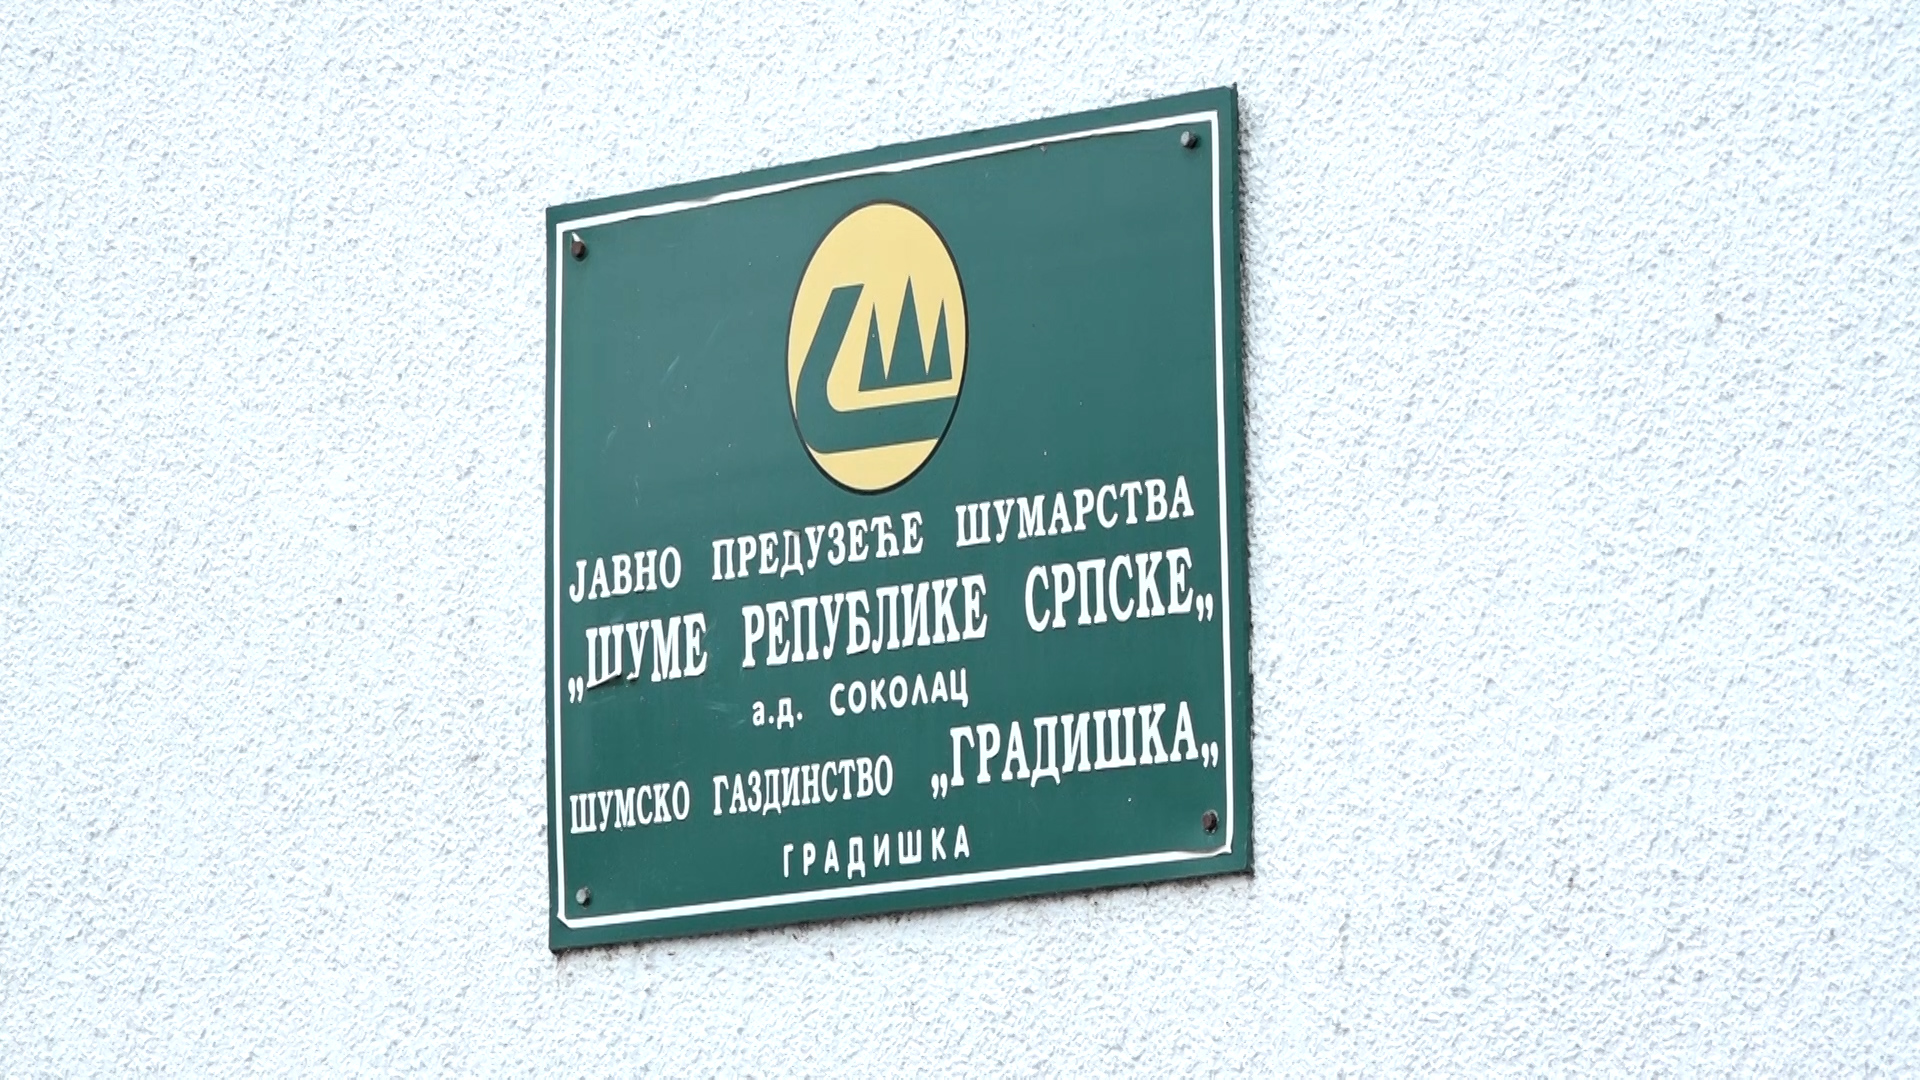 ЈАВНО ПРЕДУЗЕЋЕ ШУМАРСТВА
„ШУМЕ РЕПУБЛИКЕ СРПСКЕ„
а.д. СОКОЛАЦ
ШУМСКО ГАЗДИНСТВО „ГРАДИШКА„
ГРАДИШКА